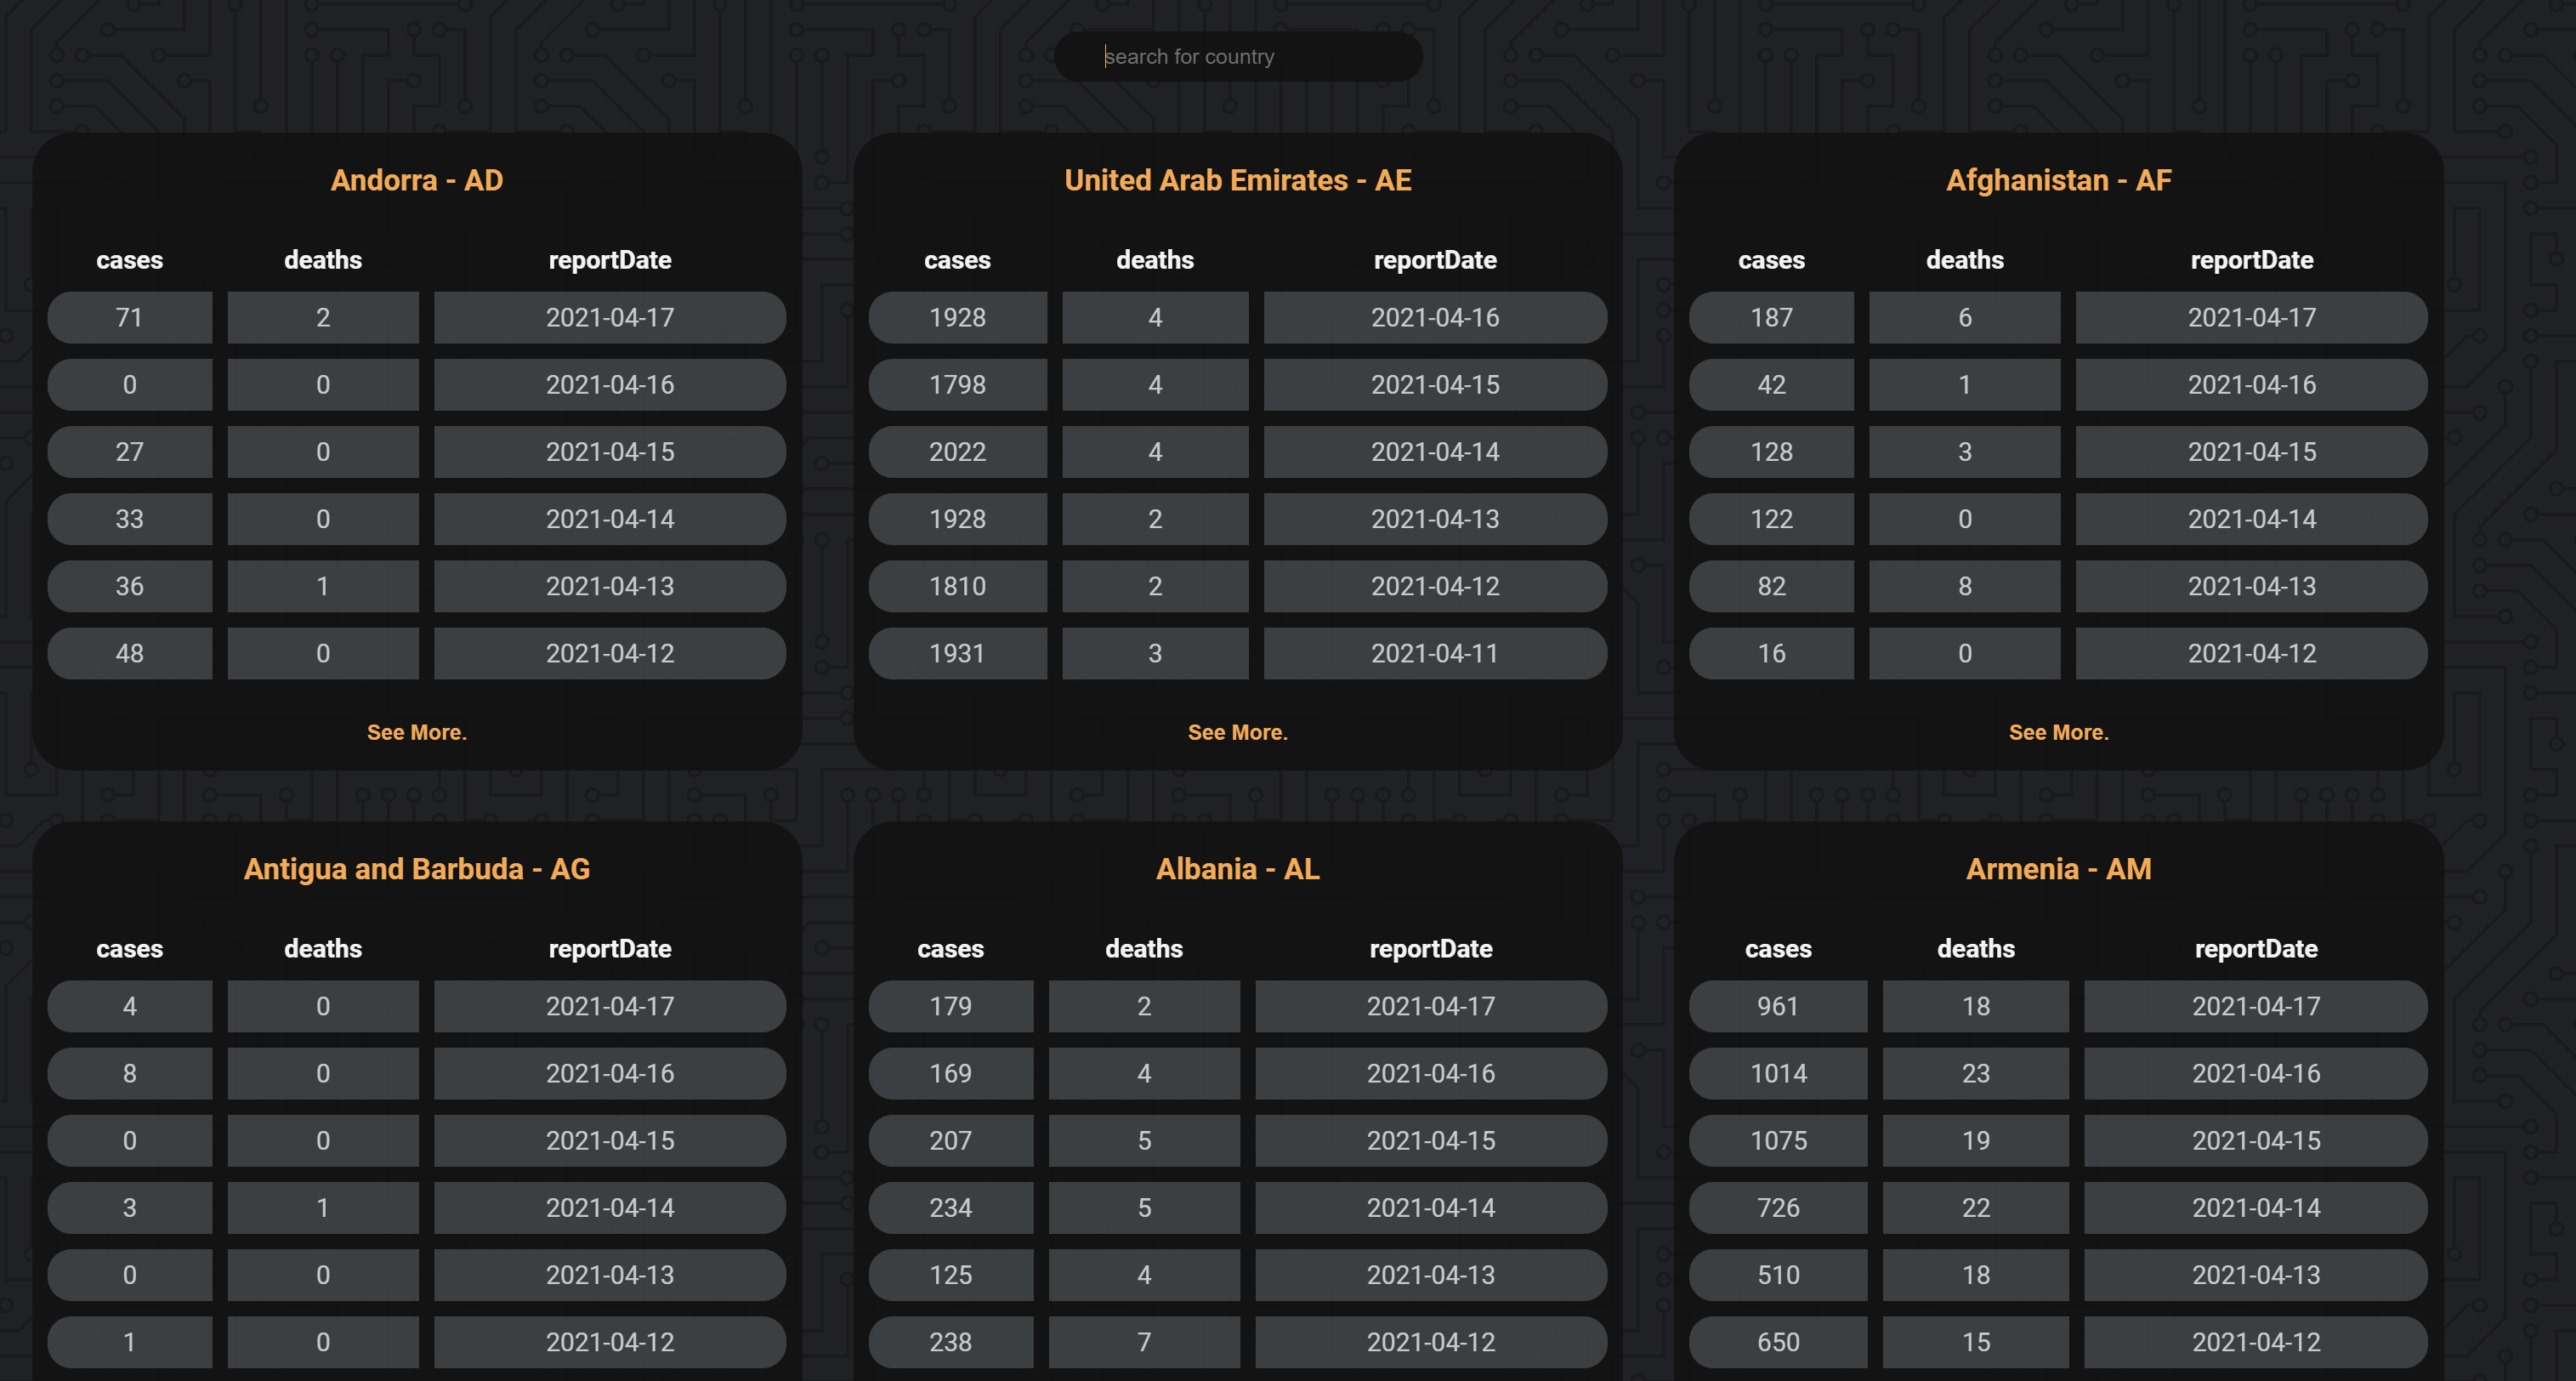 search for country
Andorra - AD
cases deaths reportDate
71 2 2021-04-17
0 0 2021-04-16
27 0 2021-04-15
33 0 2021-04-14
36 1 2021-04-13
48 0 2021-04-12
See More.
United Arab Emirates - AE
cases deaths reportDate
1928 4 2021-04-16
1798 4 2021-04-15
2022 4 2021-04-14
1928 2 2021-04-13
1810 2 2021-04-12
1931 3 2021-04-11
See More.
Afghanistan - AF
cases deaths reportDate
187 6 2021-04-17
42 1 2021-04-16
128 3 2021-04-15
122 0 2021-04-14
82 8 2021-04-13
16 0 2021-04-12
See More.
Antigua and Barbuda - AG
cases deaths reportDate
4 0 2021-04-17
8 0 2021-04-16
0 0 2021-04-15
3 1 2021-04-14
0 0 2021-04-13
1 0 2021-04-12
Albania - AL
cases deaths reportDate
179 2 2021-04-17
169 4 2021-04-16
207 5 2021-04-15
234 5 2021-04-14
125 4 2021-04-13
238 7 2021-04-12
Armenia - AM
cases deaths reportDate
961 18 2021-04-17
1014 23 2021-04-16
1075 19 2021-04-15
726 22 2021-04-14
510 18 2021-04-13
650 15 2021-04-12